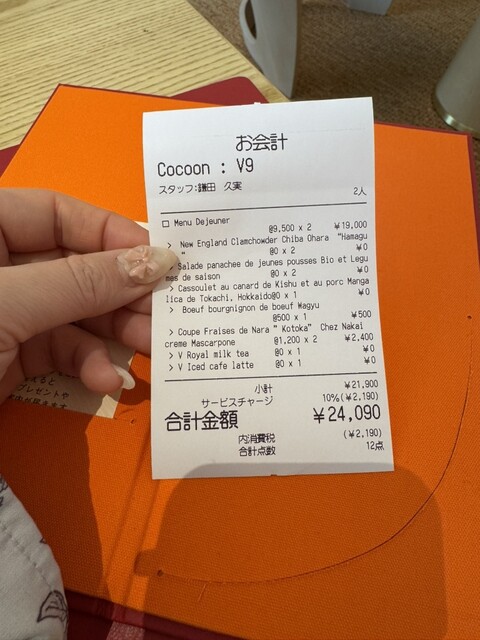 お会計
Cocoon : V9
スタッフ:鎌田 久実
2人
□ Menu Dejeuner
@9,500 x 2 ¥19,000
> New England Clamchowder Chiba Ohara "Hamagu
" @0 x 2 ¥0
> Salade panachee de jeunes pousses Bio et Legu
mes de saison @0 x 2 ¥0
> Cassoulet au canard de Kishu et au porc Manga
lica de Tokachi, Hokkaido@0 x 1 ¥0
> Boeuf bourgnignon de boeuf Wagyu
@500 x 1 ¥500
> Coupe Fraises de Nara " Kotoka" Chez Nakai
creme Mascarpone @1,200 x 2 ¥2,400
> V Royal milk tea @0 x 1 ¥0
> V Iced cafe latte @0 x 1 ¥0
小計 ¥21,900
サービスチャージ 10%(¥2,190)
合計金額 ¥24,090
内消費税 (¥2,190)
合計点数 12点
プレゼントや